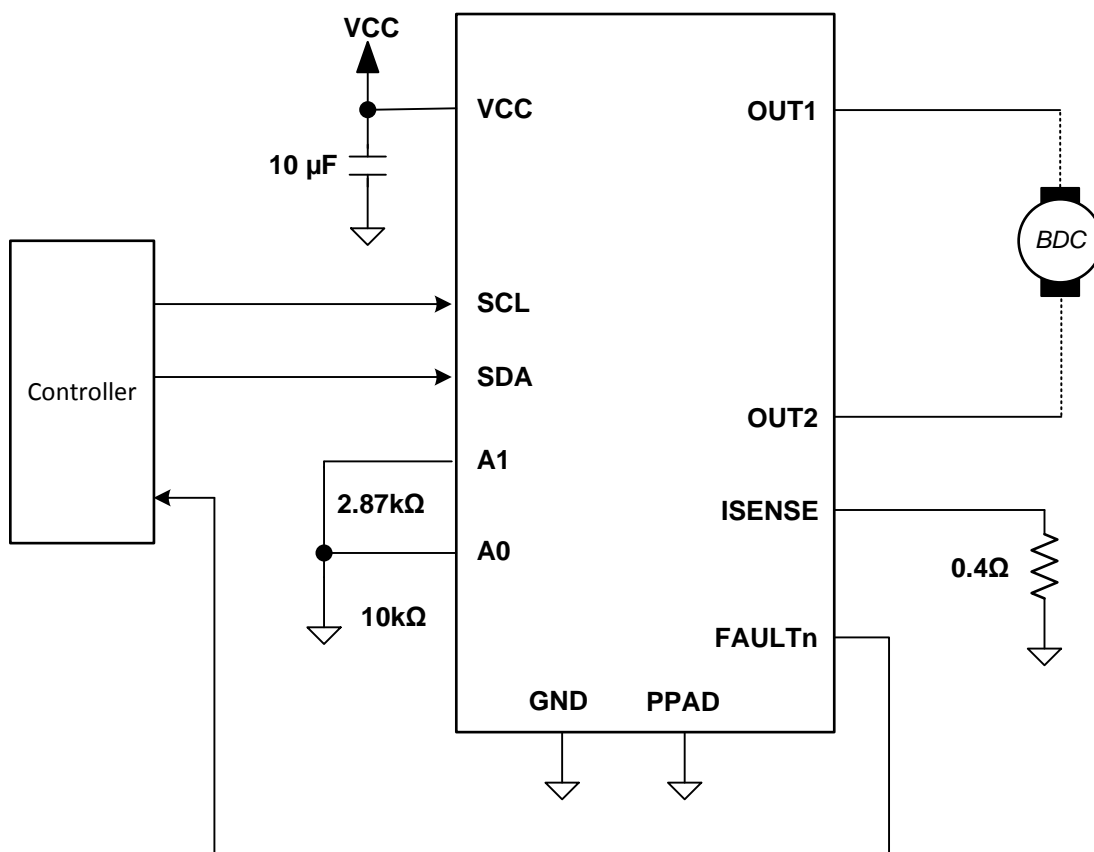 VCC
VCC
OUT1
10 µF
BDC
SCL
Controller
SDA
OUT2
A1
2.87kΩ
ISENSE
A0
0.4Ω
10kΩ
FAULTn
GND
PPAD